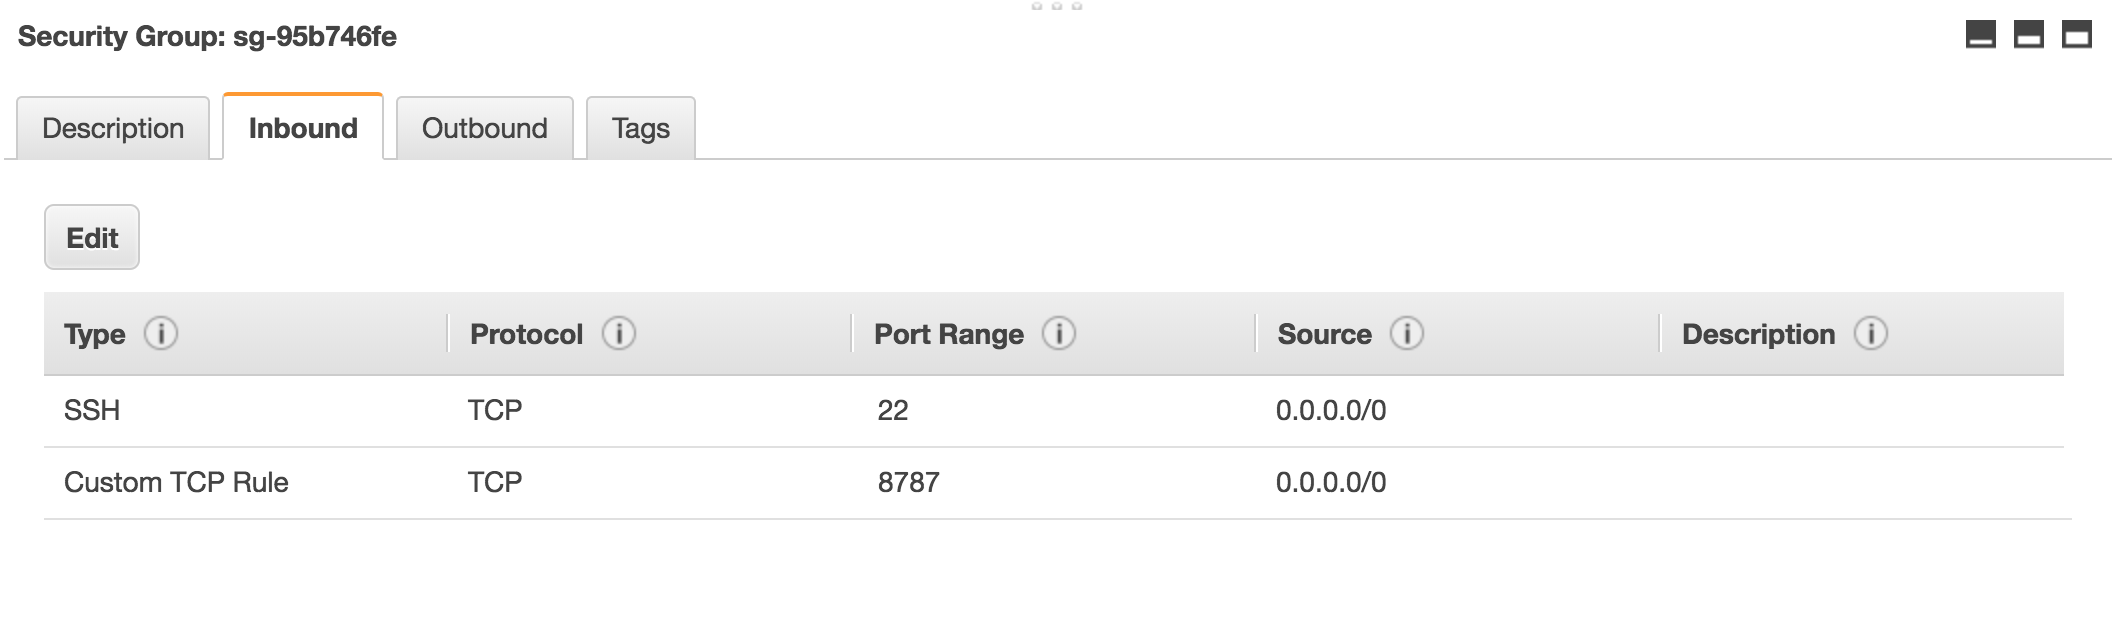 Security Group: sg-95b746fe
Description Inbound Outbound Tags
Edit
Type Protocol Port Range Source Description
SSH TCP 22 0.0.0.0/0
Custom TCP Rule TCP 8787 0.0.0.0/0